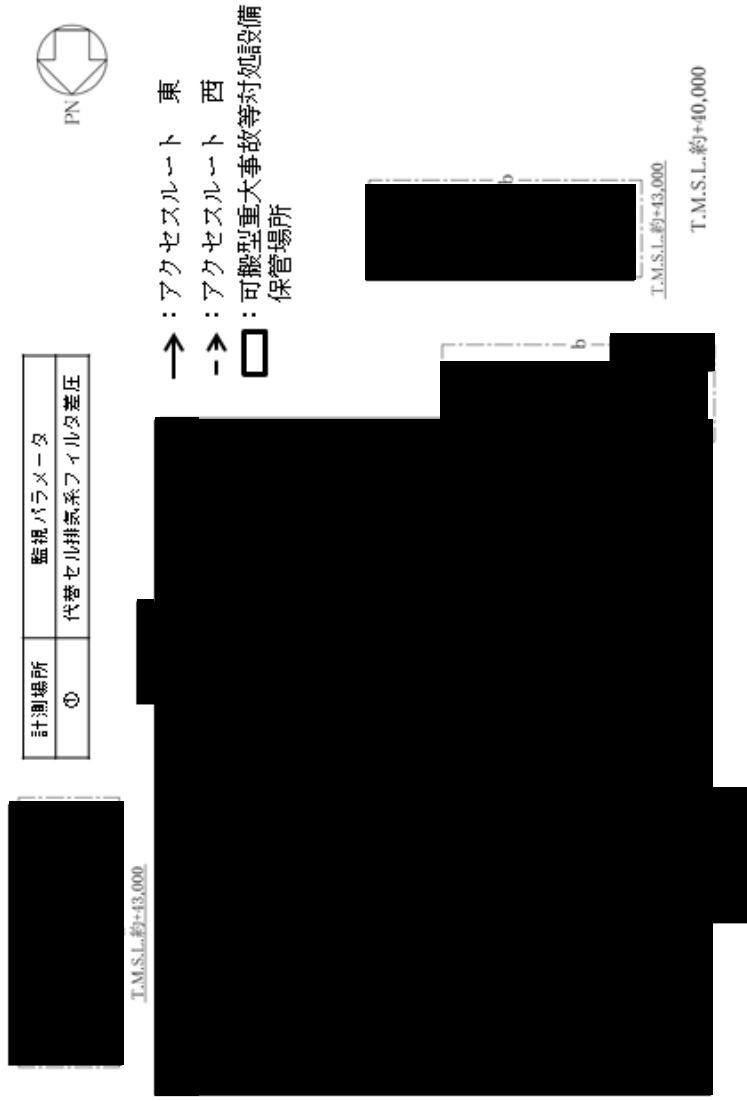 PN
:アクセスルート 東
:アクセスルート 西
:可搬型重大事故等対処設備
保管場所
計測場所 監視パラメータ
① 代替セル排気系フィルタ差圧
T.M.S.L.約+43,000
b
T.M.S.L.約+43,000
b
T.M.S.L.約+40,000